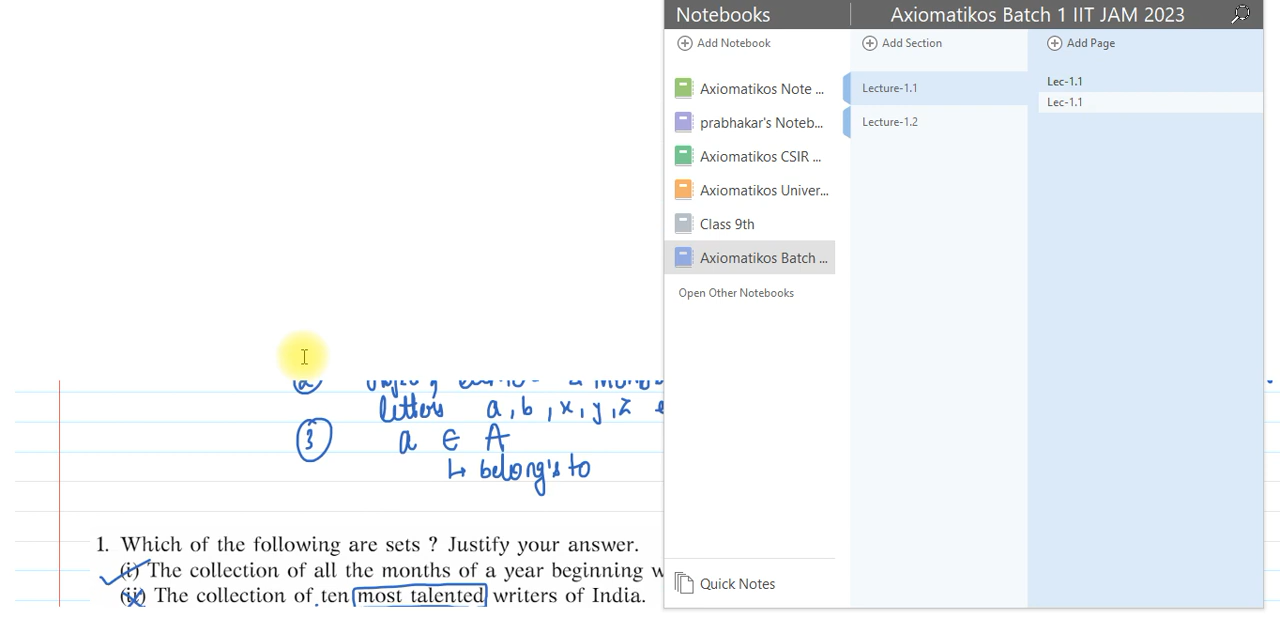 Notebooks
Axiomatikos Batch 1 IIT JAM 2023
Add Notebook
Add Section
Add Page
Axiomatikos Note ...
Lecture-1.1
Lec-1.1
Lec-1.1
prabhakar's Noteb...
Lecture-1.2
Axiomatikos CSIR ...
Axiomatikos Univer...
Class 9th
Axiomatikos Batch ...
Open Other Notebooks
Quick Notes
letters a, b, x, y, z
3 a ∈ A
↳ belong's to
1. Which of the following are sets ? Justify your answer.
(i) The collection of all the months of a year beginning
(ii) The collection of ten most talented writers of India.